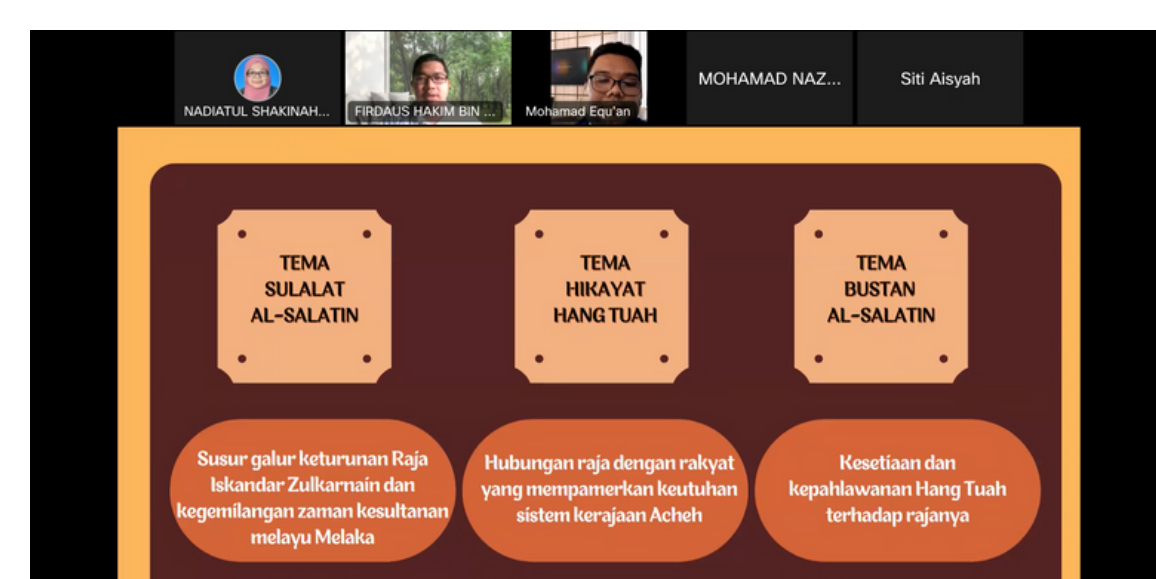 NADIATUL SHAKINAH...
FIRDAUS HAKIM BIN ...
Mohamad Equ'an
MOHAMAD NAZ...
Siti Aisyah
TEMA
SULALAT
AL-SALATIN
TEMA
HIKAYAT
HANG TUAH
TEMA
BUSTAN
AL-SALATIN
Susur galur keturunan Raja
Iskandar Zulkarnain dan
kegemilangan zaman kesultanan
melayu Melaka
Hubungan raja dengan rakyat
yang mempamerkan keutuhan
sistem kerajaan Acheh
Kesetiaan dan
kepahlawanan Hang Tuah
terhadap rajanya